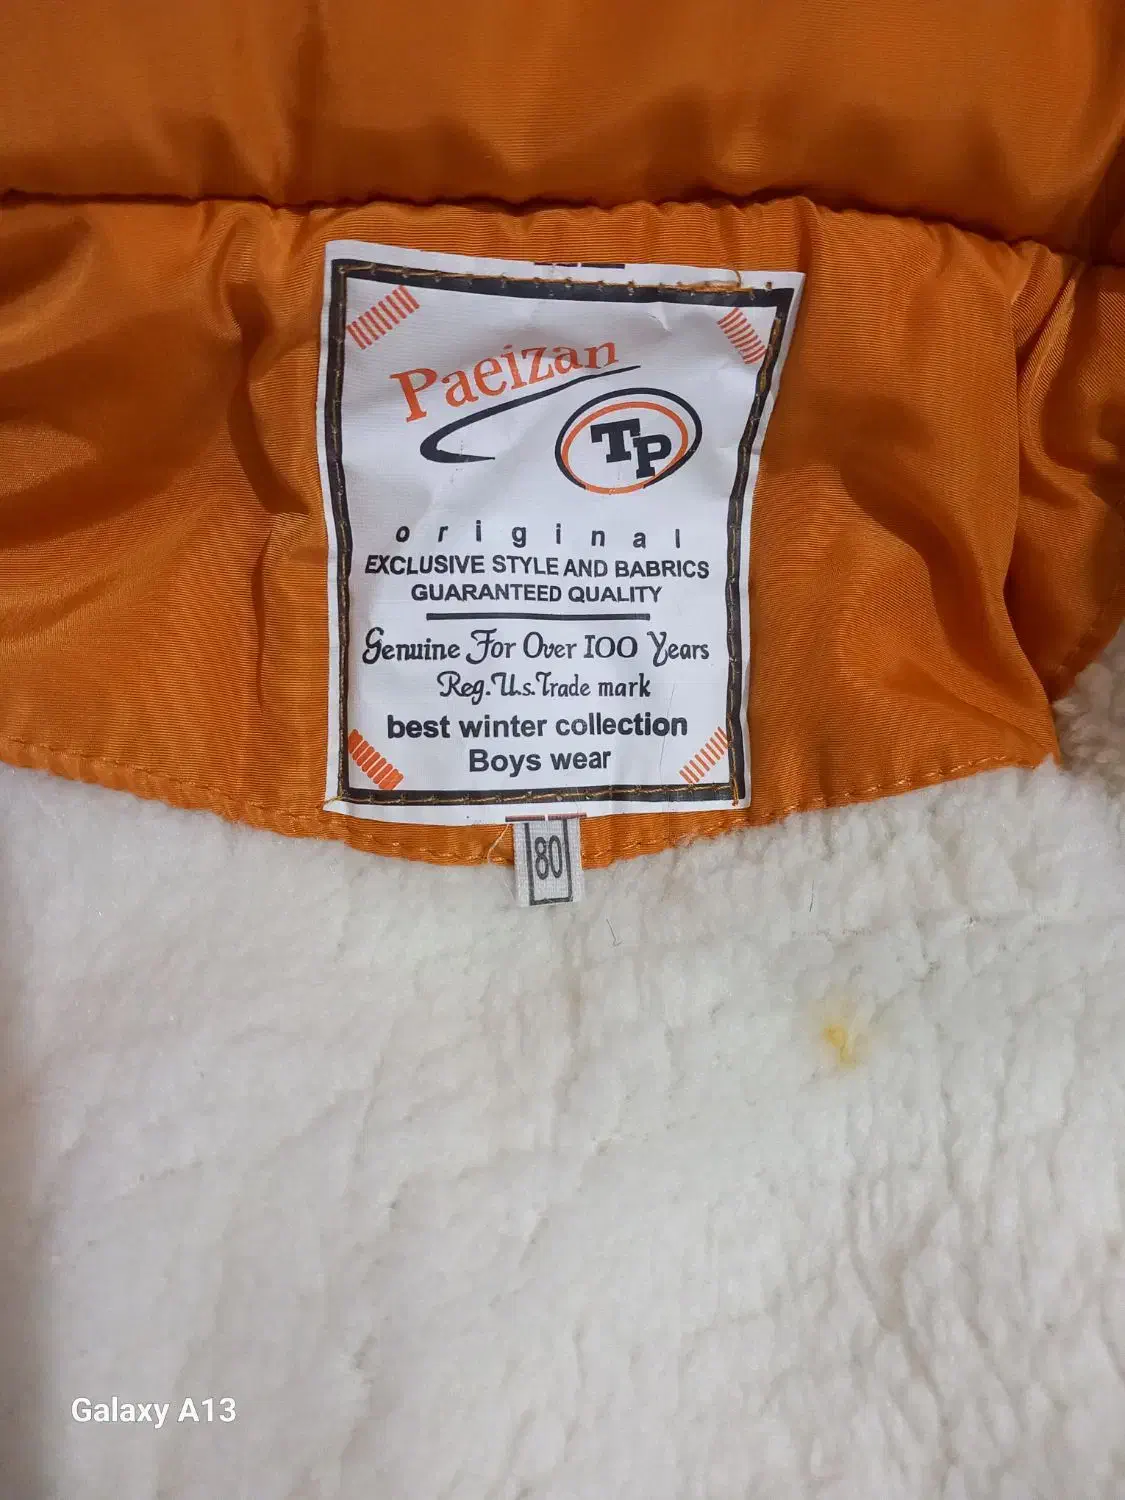 Paeizan
TP
original
EXCLUSIVE STYLE AND BABRICS
GUARANTEED QUALITY
Genuine For Over 100 Years
Reg.U.s.Trade mark
best winter collection
Boys wear
80
Galaxy A13